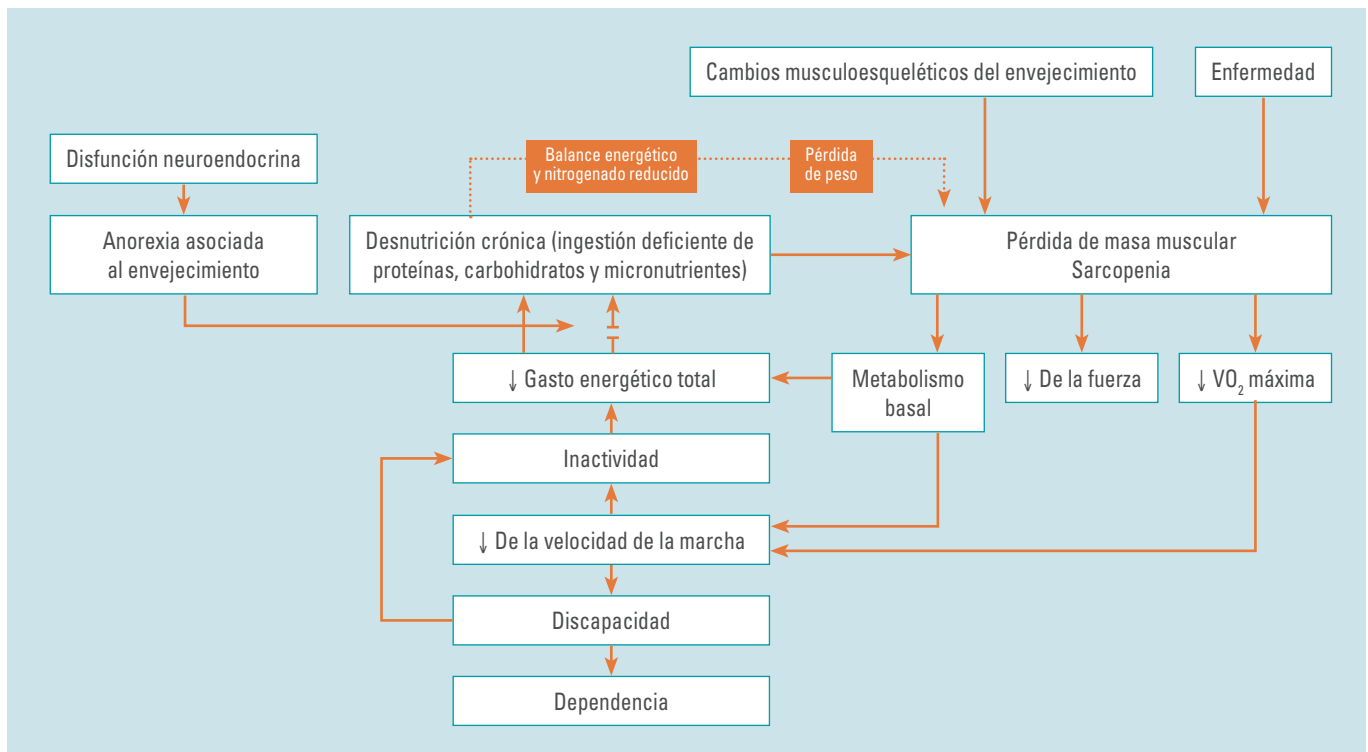 Cambios musculoesqueléticos del envejecimiento
Enfermedad
Disfunción neuroendocrina
Balance energético
y nitrogenado reducido
Pérdida
de peso
Anorexia asociada
al envejecimiento
Desnutrición crónica (ingestión deficiente de
proteínas, carbohidratos y micronutrientes)
Pérdida de masa muscular
Sarcopenia
↓ Gasto energético total
Metabolismo
basal
↓ De la fuerza
↓ VO₂ máxima
Inactividad
↓ De la velocidad de la marcha
Discapacidad
Dependencia